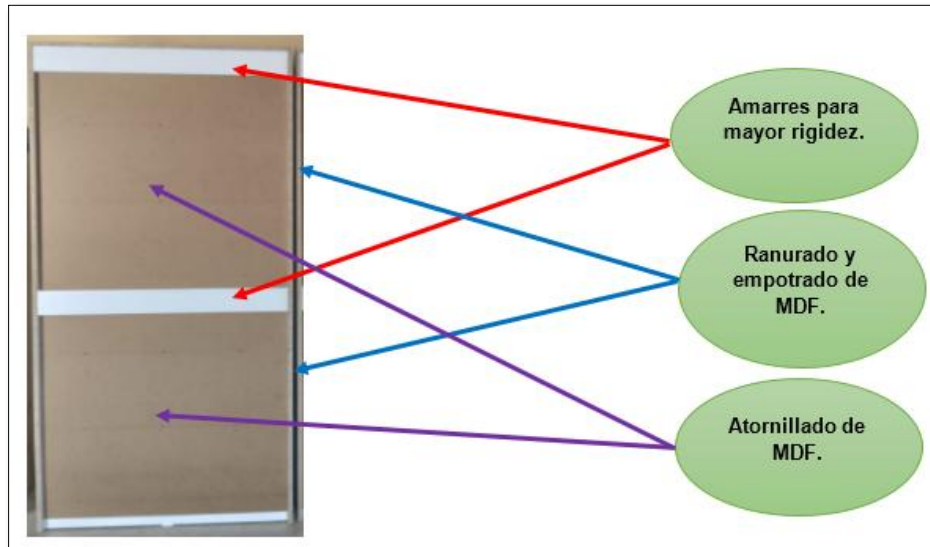 Amarres para
mayor rigidez.
Ranurado y
empotrado de
MDF.
Atornillado de
MDF.